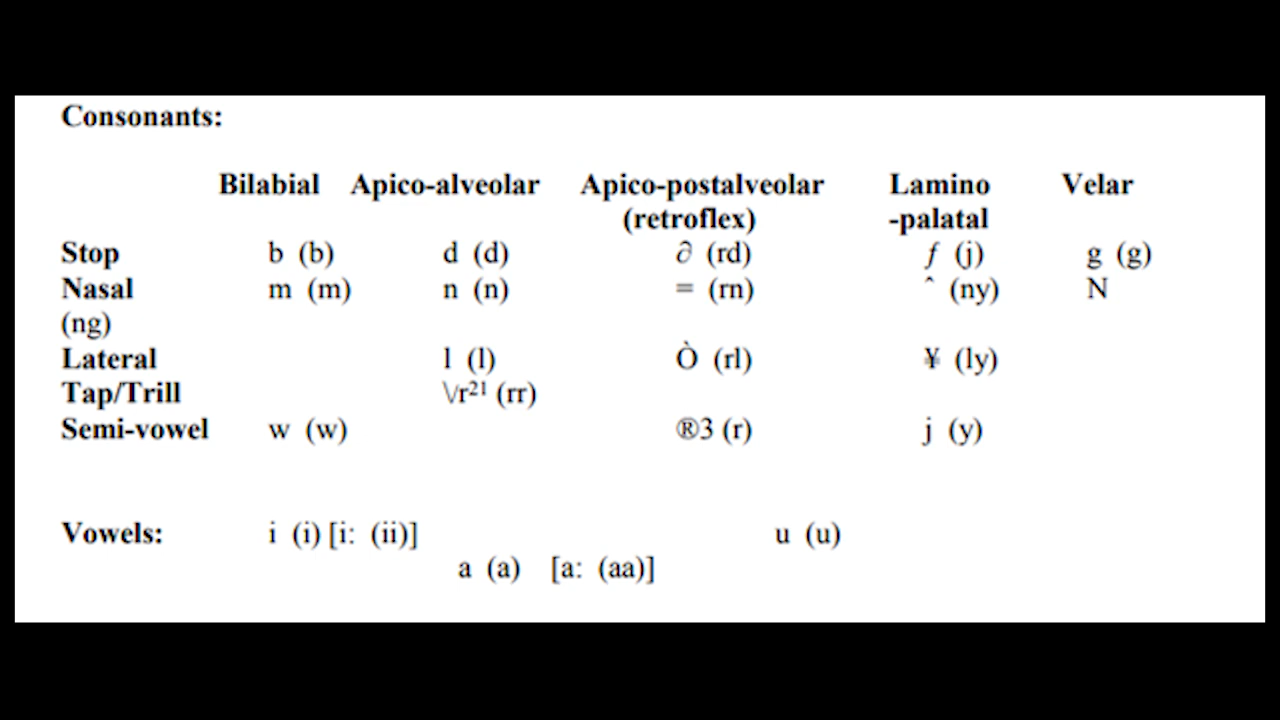 Consonants:
Bilabial Apico-alveolar Apico-postalveolar Lamino Velar
(retroflex) -palatal
Stop b (b) d (d) ∂ (rd) ƒ (j) g (g)
Nasal m (m) n (n) = (rn) ˆ (ny) N
(ng)
Lateral l (l) Ò (rl) ¥ (ly)
Tap/Trill \/r²¹ (rr)
Semi-vowel w (w) ®3 (r) j (y)
Vowels: i (i) [i: (ii)] u (u)
a (a) [a: (aa)]